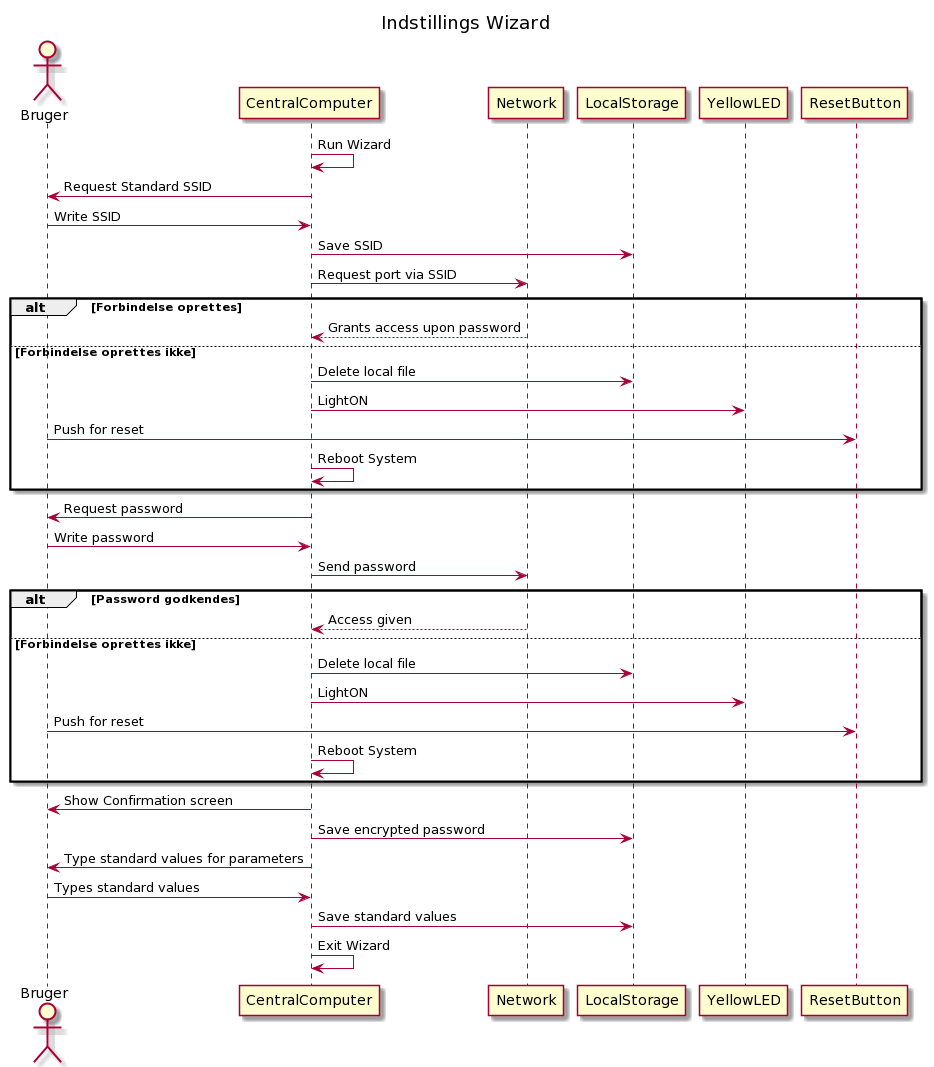 Indstillings Wizard
Bruger
CentralComputer
Network
LocalStorage
YellowLED
ResetButton
Run Wizard
Request Standard SSID
Write SSID
Save SSID
Request port via SSID
alt
[Forbindelse oprettes]
Grants access upon password
[Forbindelse oprettes ikke]
Delete local file
LightON
Push for reset
Reboot System
Request password
Write password
Send password
alt
[Password godkendes]
Access given
[Forbindelse oprettes ikke]
Delete local file
LightON
Push for reset
Reboot System
Show Confirmation screen
Save encrypted password
Type standard values for parameters
Types standard values
Save standard values
Exit Wizard
Bruger
CentralComputer
Network
LocalStorage
YellowLED
ResetButton